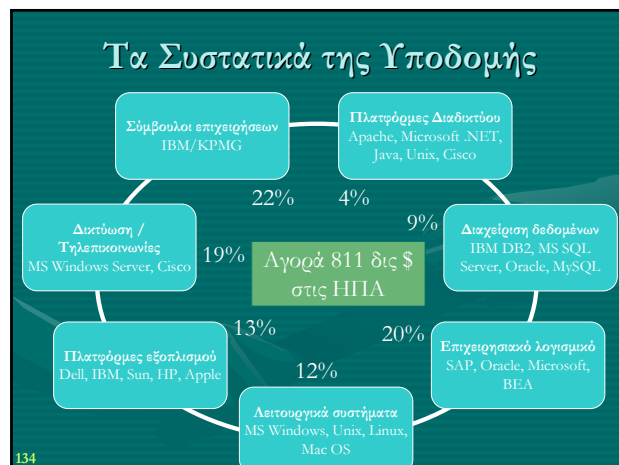 Τα Συστατικά της Υποδομής
Σύμβουλοι επιχειρήσεων
IBM/KPMG
Πλατφόρμες Διαδικτύου
Apache, Microsoft .NET,
Java, Unix, Cisco
22%
4%
9%
Διαχείριση δεδομένων
IBM DB2, MS SQL
Server, Oracle, MySQL
Δικτύωση /
Τηλεπικοινωνίες
MS Windows Server, Cisco
19%
Αγορά 811 δις $
στις ΗΠΑ
13%
20%
Πλατφόρμες εξοπλισμού
Dell, IBM, Sun, HP, Apple
Επιχειρησιακό λογισμικό
SAP, Oracle, Microsoft,
BEA
12%
Λειτουργικά συστήματα
MS Windows, Unix, Linux,
Mac OS
134